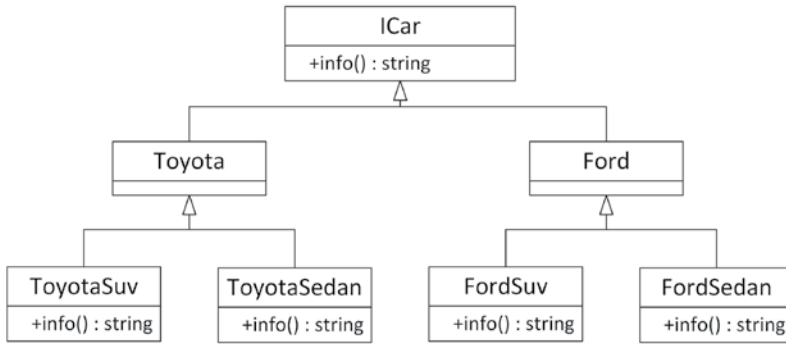 ICar
+info() : string
Toyota
Ford
ToyotaSuv
ToyotaSedan
FordSuv
FordSedan
+info() : string
+info() : string
+info() : string
+info() : string